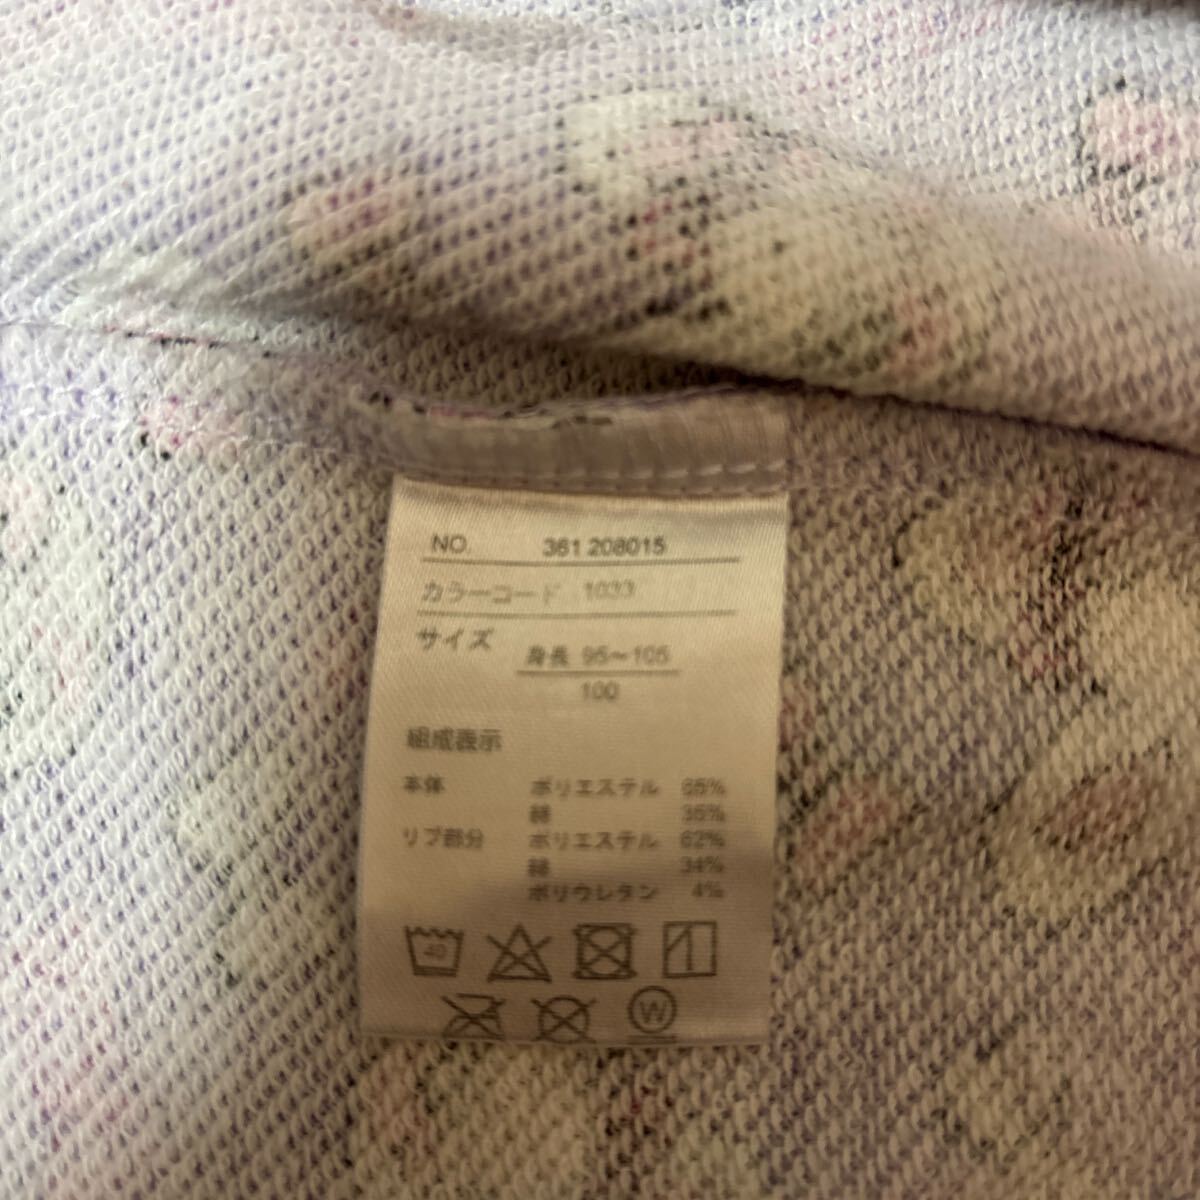 NO. 361 208015
カラーコード 1033
サイズ 身長 95～105
100
組成表示
本体 ポリエステル 65%
綿 35%
リブ部分 ポリエステル 62%
綿 34%
ポリウレタン 4%
40
W